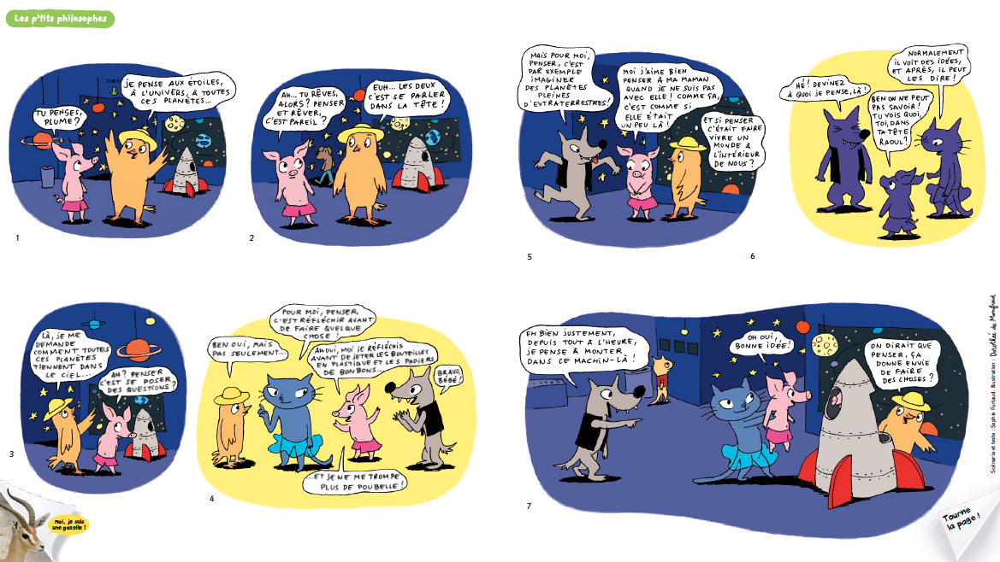 Les p'tits philosophes
TU PENSES,
PLUME?
JE PENSE AUX ÉTOILES,
À L'UNIVERS, À TOUTES
CES PLANÈTES...
1
AH... TU RÊVES,
ALORS? PENSER
ET RÊVER,
C'EST PAREIL?
EUH... LES DEUX
C'EST SE PARLER
DANS LA TÊTE!
2
LÀ, JE ME
DEMANDE
COMMENT TOUTES
CES PLANÈTES
TIENNENT DANS
LE CIEL...
AH? PENSER
C'EST SE POSER
DES QUESTIONS?
3
BEN OUI, MAIS
PAS SEULEMENT...
POUR MOI, PENSER,
C'EST RÉFLÉCHIR AVANT
DE FAIRE QUELQUE
CHOSE!
AH OUI, MOI JE RÉFLÉCHIS
AVANT DE JETER LES BOUTEILLES
EN PLASTIQUE ET LES PAPIERS
DE BONBONS...
BRAVO,
BÉBÉ!
...ET JE NE ME TROMPE
PLUS DE POUBELLE!
4
MAIS POUR MOI,
PENSER, C'EST
PAR EXEMPLE
IMAGINER
DES PLANÈTES
PLEINES
D'EXTRATERRESTRES!
MOI J'AIME BIEN
PENSER À MA MAMAN
QUAND JE NE SUIS PAS
AVEC ELLE! COMME ÇA,
C'EST COMME SI
ELLE ÉTAIT
UN PEU LÀ!
ET SI PENSER
C'ÉTAIT FAIRE
VIVRE UN
MONDE À
L'INTÉRIEUR
DE NOUS?
5
HÉ! DEVINEZ
À QUOI JE PENSE, LÀ!
BEN ON NE PEUT
PAS SAVOIR!
TU VOIS QUOI,
TOI, DANS
TA TÊTE
RAOUL?
NORMALEMENT
IL VOIT DES IDÉES,
ET APRÈS, IL PEUT
LES DIRE!
6
EH BIEN JUSTEMENT,
DEPUIS TOUT À L'HEURE,
JE PENSE À MONTER
DANS CE MACHIN-LÀ!
OH OUI,,
BONNE IDÉE!
ON DIRAIT QUE
PENSER, ÇA
DONNE ENVIE
DE FAIRE
DES CHOSES?
7
Moi, je suis
une gazelle!
Tourne
la page!
Scénario et texte : Sophie Furlaud. Illustration : Dorothée de Monfreid